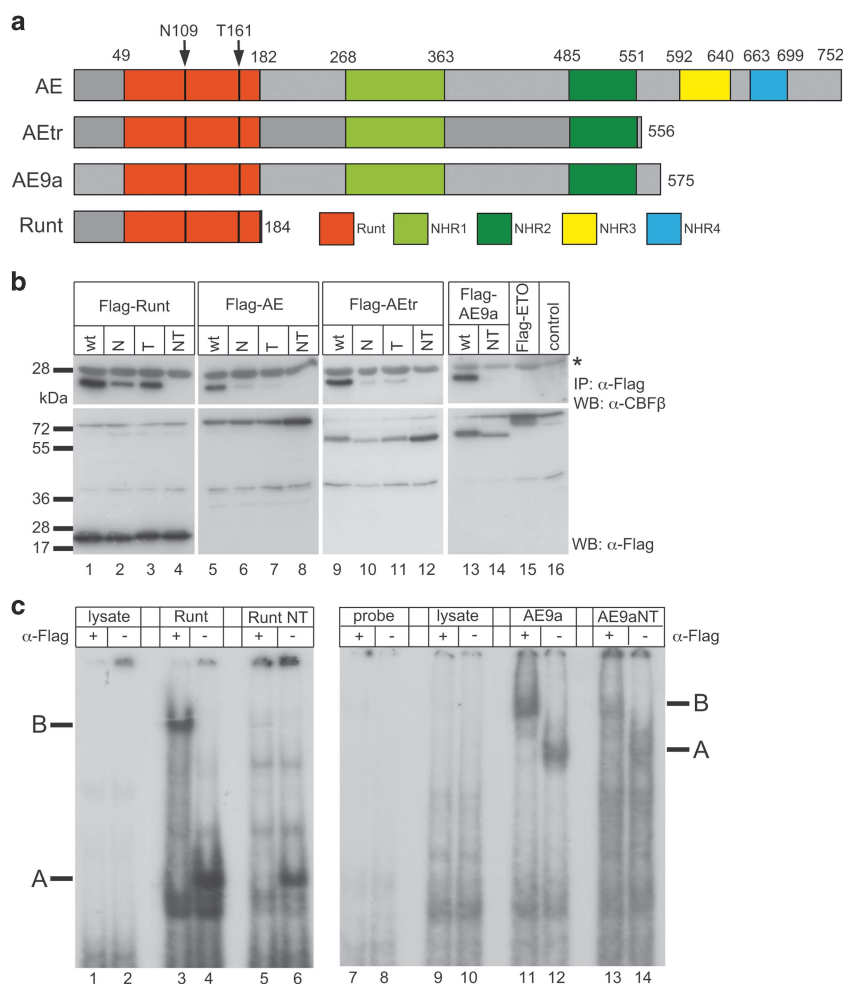 a
N109 T161
49 182 268 363 485 551 592 640 663 699 752
AE
AEtr 556
AE9a 575
Runt 184 Runt NHR1 NHR2 NHR3 NHR4
b
Flag-Runt Flag-AE Flag-AEtr Flag-AE9a Flag-ETO control
wt N T NT wt N T NT wt N T NT wt NT
28 *
kDa IP: α-Flag
WB: α-CBFβ
72
55
36
28
17 WB: α-Flag
1 2 3 4 5 6 7 8 9 10 11 12 13 14 15 16
c
lysate Runt Runt NT probe lysate AE9a AE9aNT
α-Flag + - + - + - + - + - + - + - α-Flag
B B
A
A
1 2 3 4 5 6 7 8 9 10 11 12 13 14